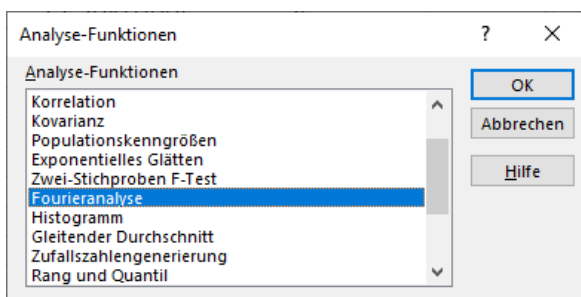 Analyse-Funktionen ?
Analyse-Funktionen
Korrelation
Kovarianz
Populationskenngrößen
Exponentielles Glätten
Zwei-Stichproben F-Test
Fourieranalyse
Histogramm
Gleitender Durchschnitt
Zufallszahlengenerierung
Rang und Quantil
OK
Abbrechen
Hilfe